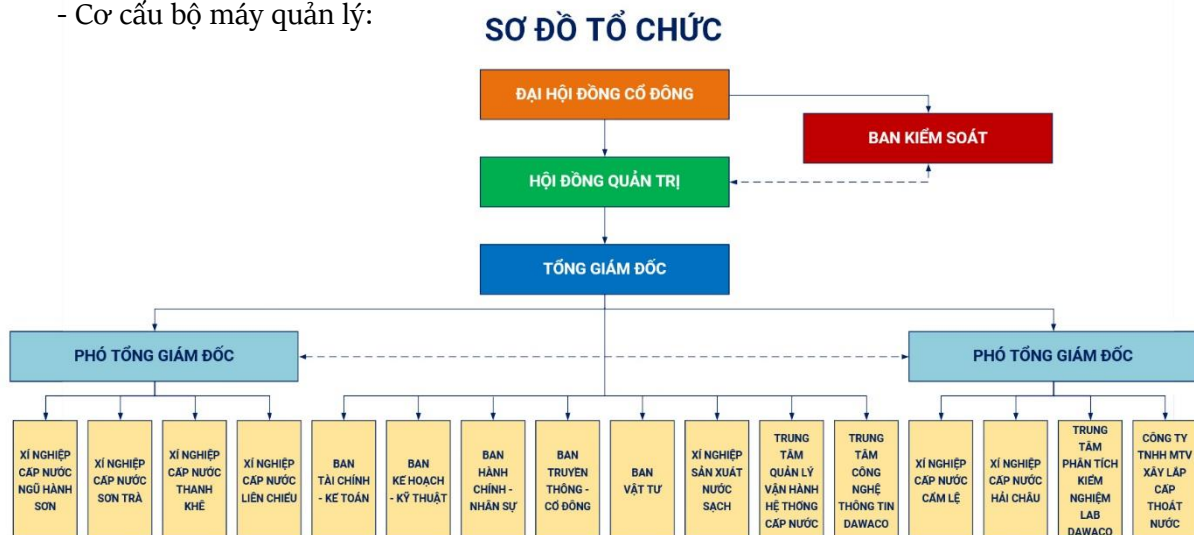 - Cơ cấu bộ máy quản lý:
SƠ ĐỒ TỔ CHỨC
ĐẠI HỘI ĐỒNG CỔ ĐÔNG
BAN KIỂM SOÁT
HỘI ĐỒNG QUẢN TRỊ
TỔNG GIÁM ĐỐC
PHÓ TỔNG GIÁM ĐỐC
PHÓ TỔNG GIÁM ĐỐC
XÍ NGHIỆP
CẤP NƯỚC
NGŨ HÀNH
SƠN
XÍ NGHIỆP
CẤP NƯỚC
SƠN TRÀ
XÍ NGHIỆP
CẤP NƯỚC
THANH
KHÊ
XÍ NGHIỆP
CẤP NƯỚC
LIÊN CHIỂU
BAN
TÀI CHÍNH
- KẾ TOÁN
BAN
KẾ HOẠCH
- KỸ THUẬT
BAN
HÀNH
CHÍNH -
NHÂN SỰ
BAN
TRUYỀN
THÔNG -
CỔ ĐÔNG
BAN
VẬT TƯ
XÍ NGHIỆP
SẢN XUẤT
NƯỚC
SẠCH
TRUNG
TÂM
QUẢN LÝ
VẬN HÀNH
HỆ THỐNG
CẤP NƯỚC
TRUNG
TÂM
CÔNG
NGHỆ
THÔNG TIN
DAWACO
XÍ NGHIỆP
CẤP NƯỚC
CẨM LỆ
XÍ NGHIỆP
CẤP NƯỚC
HẢI CHÂU
TRUNG
TÂM
PHÂN TÍCH
KIỂM
NGHIỆM
LAB
DAWACO
CÔNG TY
TNHH MTV
XÂY LẮP
CẤP
THOÁT
NƯỚC